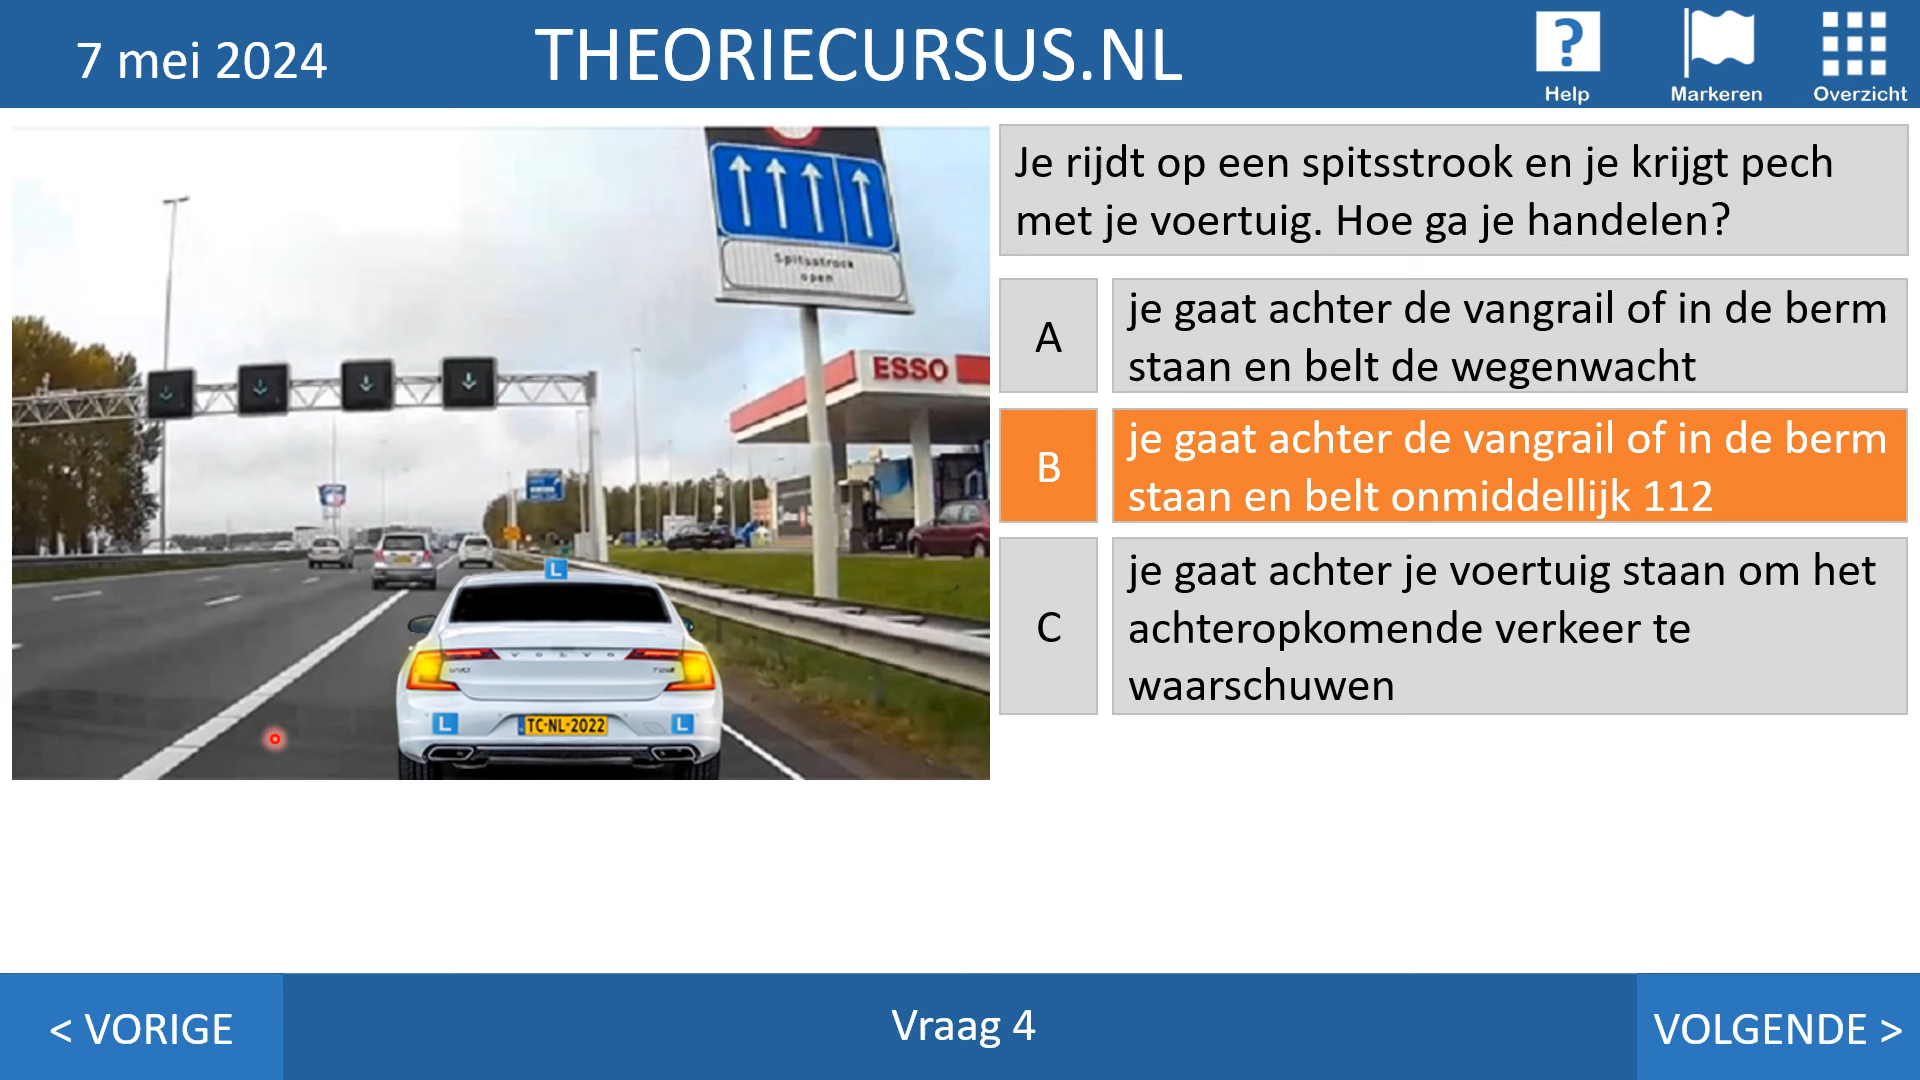 7 mei 2024
THEORIECURSUS.NL
?
Help
Markeren
Overzicht
Spitsstrook
open
ESSO
L
VOLVO
L
TC-NL-2022
L
Je rijdt op een spitsstrook en je krijgt pech
met je voertuig. Hoe ga je handelen?
A
je gaat achter de vangrail of in de berm
staan en belt de wegenwacht
B
je gaat achter de vangrail of in de berm
staan en belt onmiddellijk 112
C
je gaat achter je voertuig staan om het
achteropkomende verkeer te
waarschuwen
< VORIGE
Vraag 4
VOLGENDE >